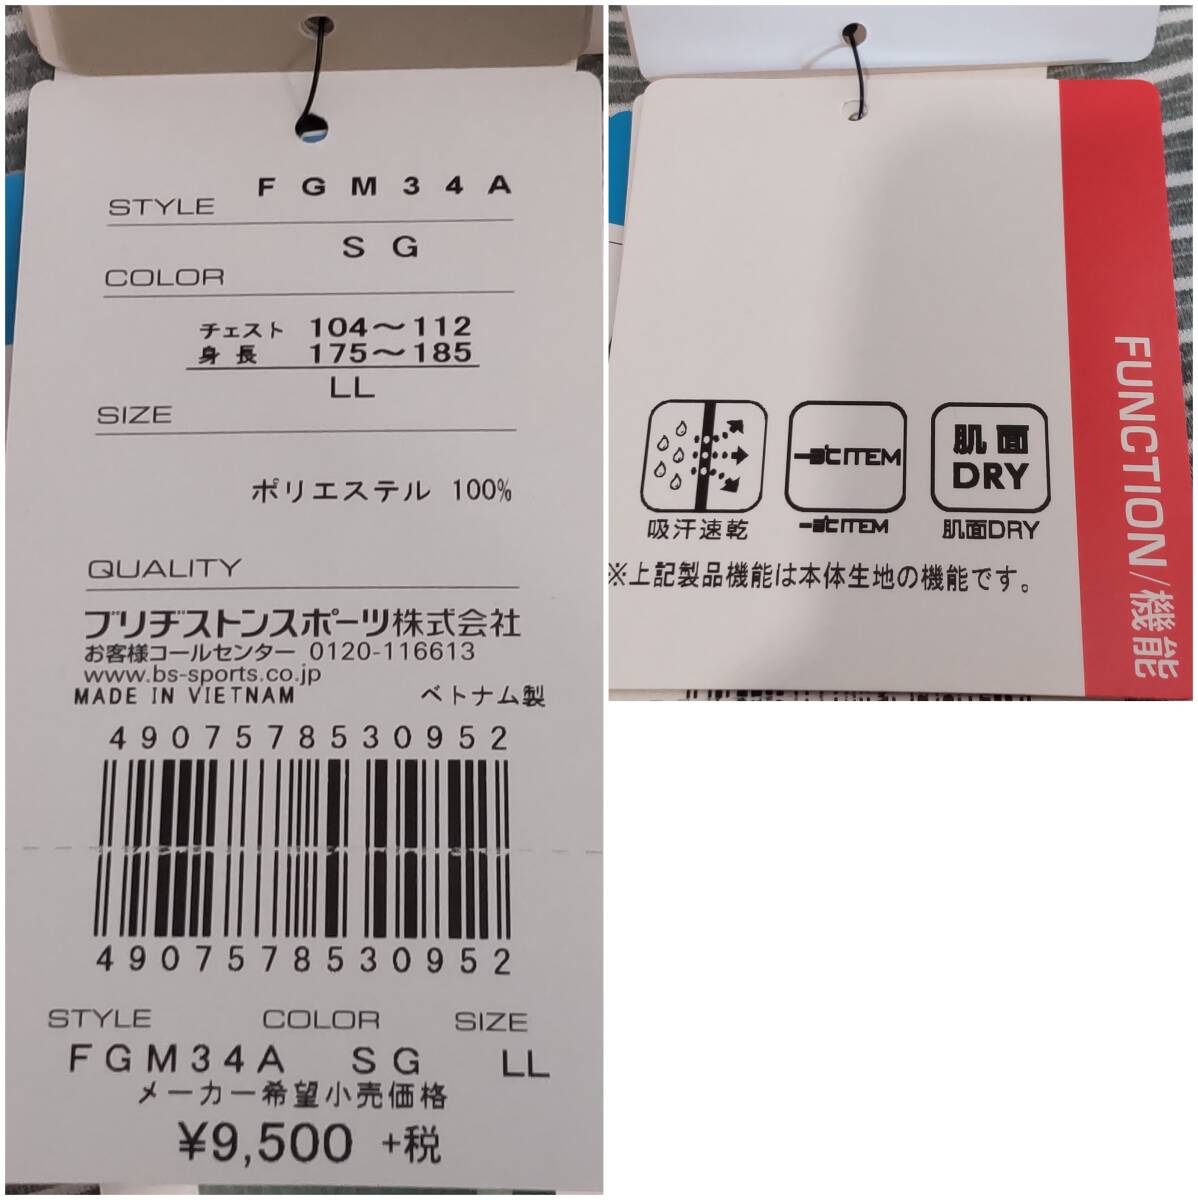 FGM34A
STYLE
SG
COLOR
チェスト 104～112
身長 175～185
LL
SIZE
ポリエステル 100%
QUALITY
ブリヂストンスポーツ株式会社
お客様コールセンター 0120-116613
www.bs-sports.co.jp
MADE IN VIETNAM ベトナム製
4907578530952
4907578530952
STYLE COLOR SIZE
FGM34A SG LL
メーカー希望小売価格
¥9,500 +税
ITEM
肌面
DRY
吸汗速乾 ITEM 肌面DRY
※上記製品機能は本体生地の機能です。
FUNCTION/機能